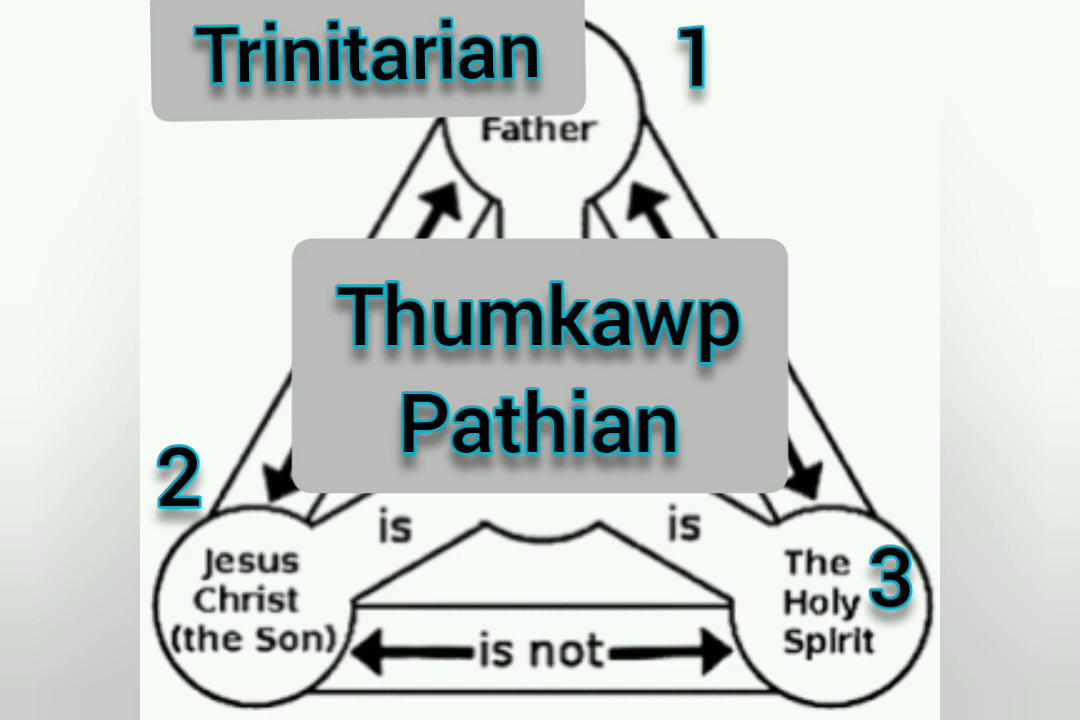 Trinitarian
1
Father
Thumkawp
Pathian
2
is
is
Jesus
Christ
(the Son)
The
Holy
Spirit
3
is not